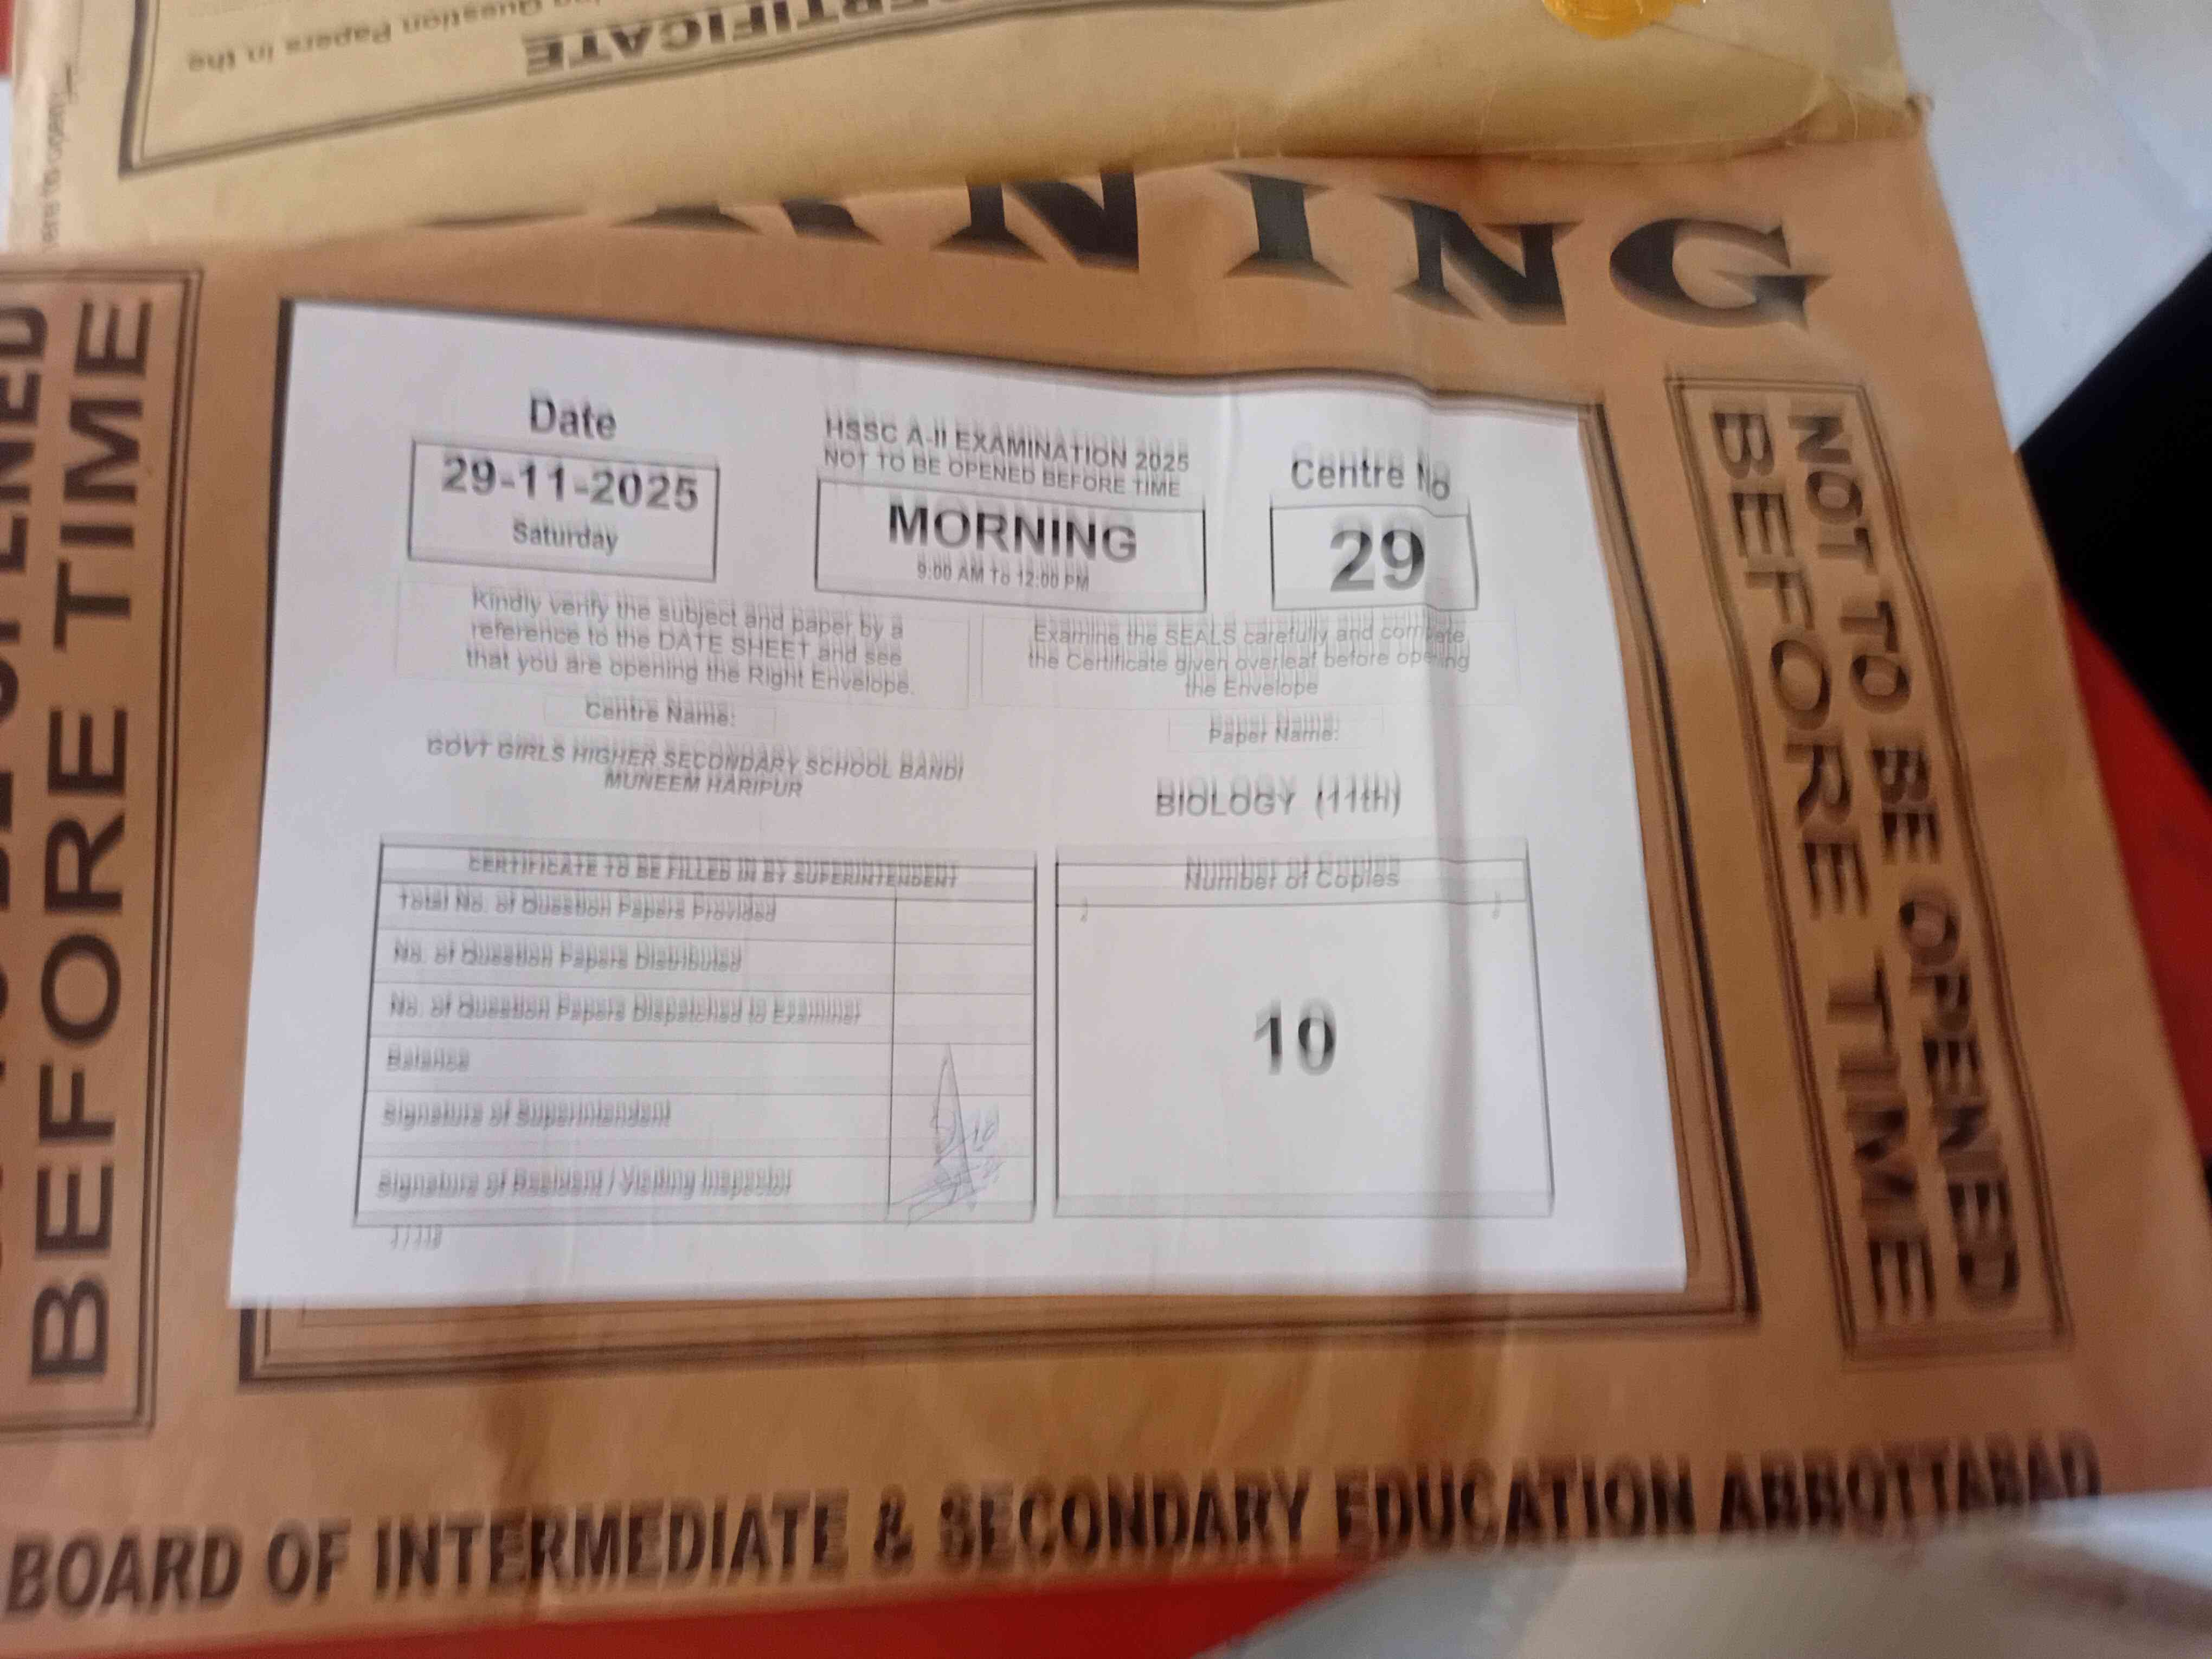 Question Papers in the
CERTIFICATE
NING
BEFORE TIME
NOT TO BE OPENED
BEFORE TIME
Date
29-11-2025
Saturday
HSSC A-II EXAMINATION 2025
NOT TO BE OPENED BEFORE TIME
MORNING
9:00 AM To 12:00 PM
Centre No
29
Kindly verify the subject and paper by a
reference to the DATE SHEET and see
that you are opening the Right Envelope.
Examine the SEALS carefully and complete
the Certificate given overleaf before opening
the Envelope
Centre Name:
GOVT GIRLS HIGHER SECONDARY SCHOOL BANDI
MUNEEM HARIPUR
Paper Name:
BIOLOGY (11th)
CERTIFICATE TO BE FILLED IN BY SUPERINTENDENT
Total No. of Question Papers Provided
No. of Question Papers Distributed
No. of Question Papers Dispatched to Examiner
Balance
Signature of Superintendent
Signature of Resident / Visiting Inspector
Number of Copies
10
BOARD OF INTERMEDIATE & SECONDARY EDUCATION ABBOTTABAD